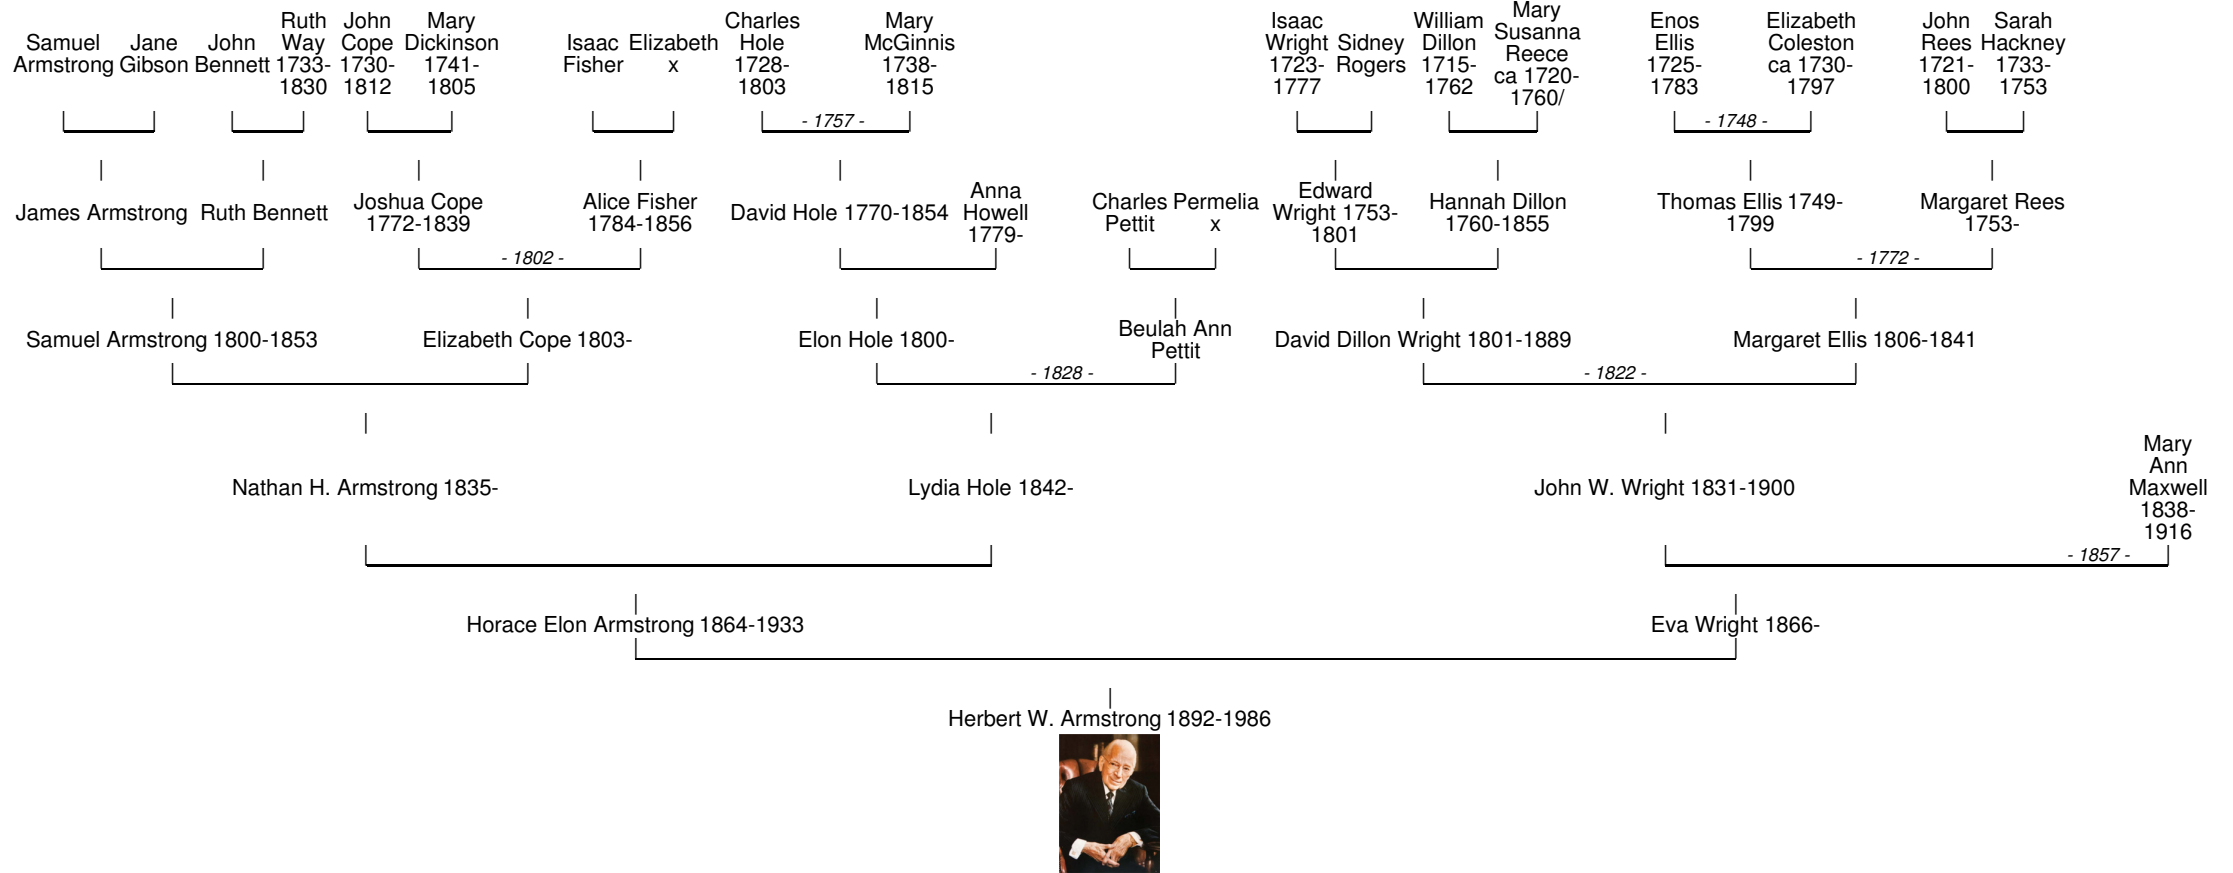 Samuel
Armstrong
Jane
Gibson
John
Bennett
Ruth
Way
1733-
1830
John
Cope
1730-
1812
Mary
Dickinson
1741-
1805
Isaac
Fisher
Elizabeth
x
Charles
Hole
1728-
1803
Mary
McGinnis
1738-
1815
Isaac
Wright
1723-
1777
Sidney
Rogers
William
Dillon
1715-
1762
Mary
Susanna
Reece
ca 1720-
1760/
Enos
Ellis
1725-
1783
Elizabeth
Coleston
ca 1730-
1797
John
Rees
1721-
1800
Sarah
Hackney
1733-
1753
- 1757 -
- 1748 -
James Armstrong
Ruth Bennett
Joshua Cope
1772-1839
Alice Fisher
1784-1856
David Hole 1770-1854
Anna
Howell
1779-
Charles
Pettit
Permelia
x
Edward
Wright 1753-
1801
Hannah Dillon
1760-1855
Thomas Ellis 1749-
1799
Margaret Rees
1753-
- 1802 -
- 1772 -
Samuel Armstrong 1800-1853
Elizabeth Cope 1803-
Elon Hole 1800-
Beulah Ann
Pettit
David Dillon Wright 1801-1889
Margaret Ellis 1806-1841
- 1828 -
- 1822 -
Nathan H. Armstrong 1835-
Lydia Hole 1842-
John W. Wright 1831-1900
Mary
Ann
Maxwell
1838-
1916
- 1857 -
Horace Elon Armstrong 1864-1933
Eva Wright 1866-
Herbert W. Armstrong 1892-1986